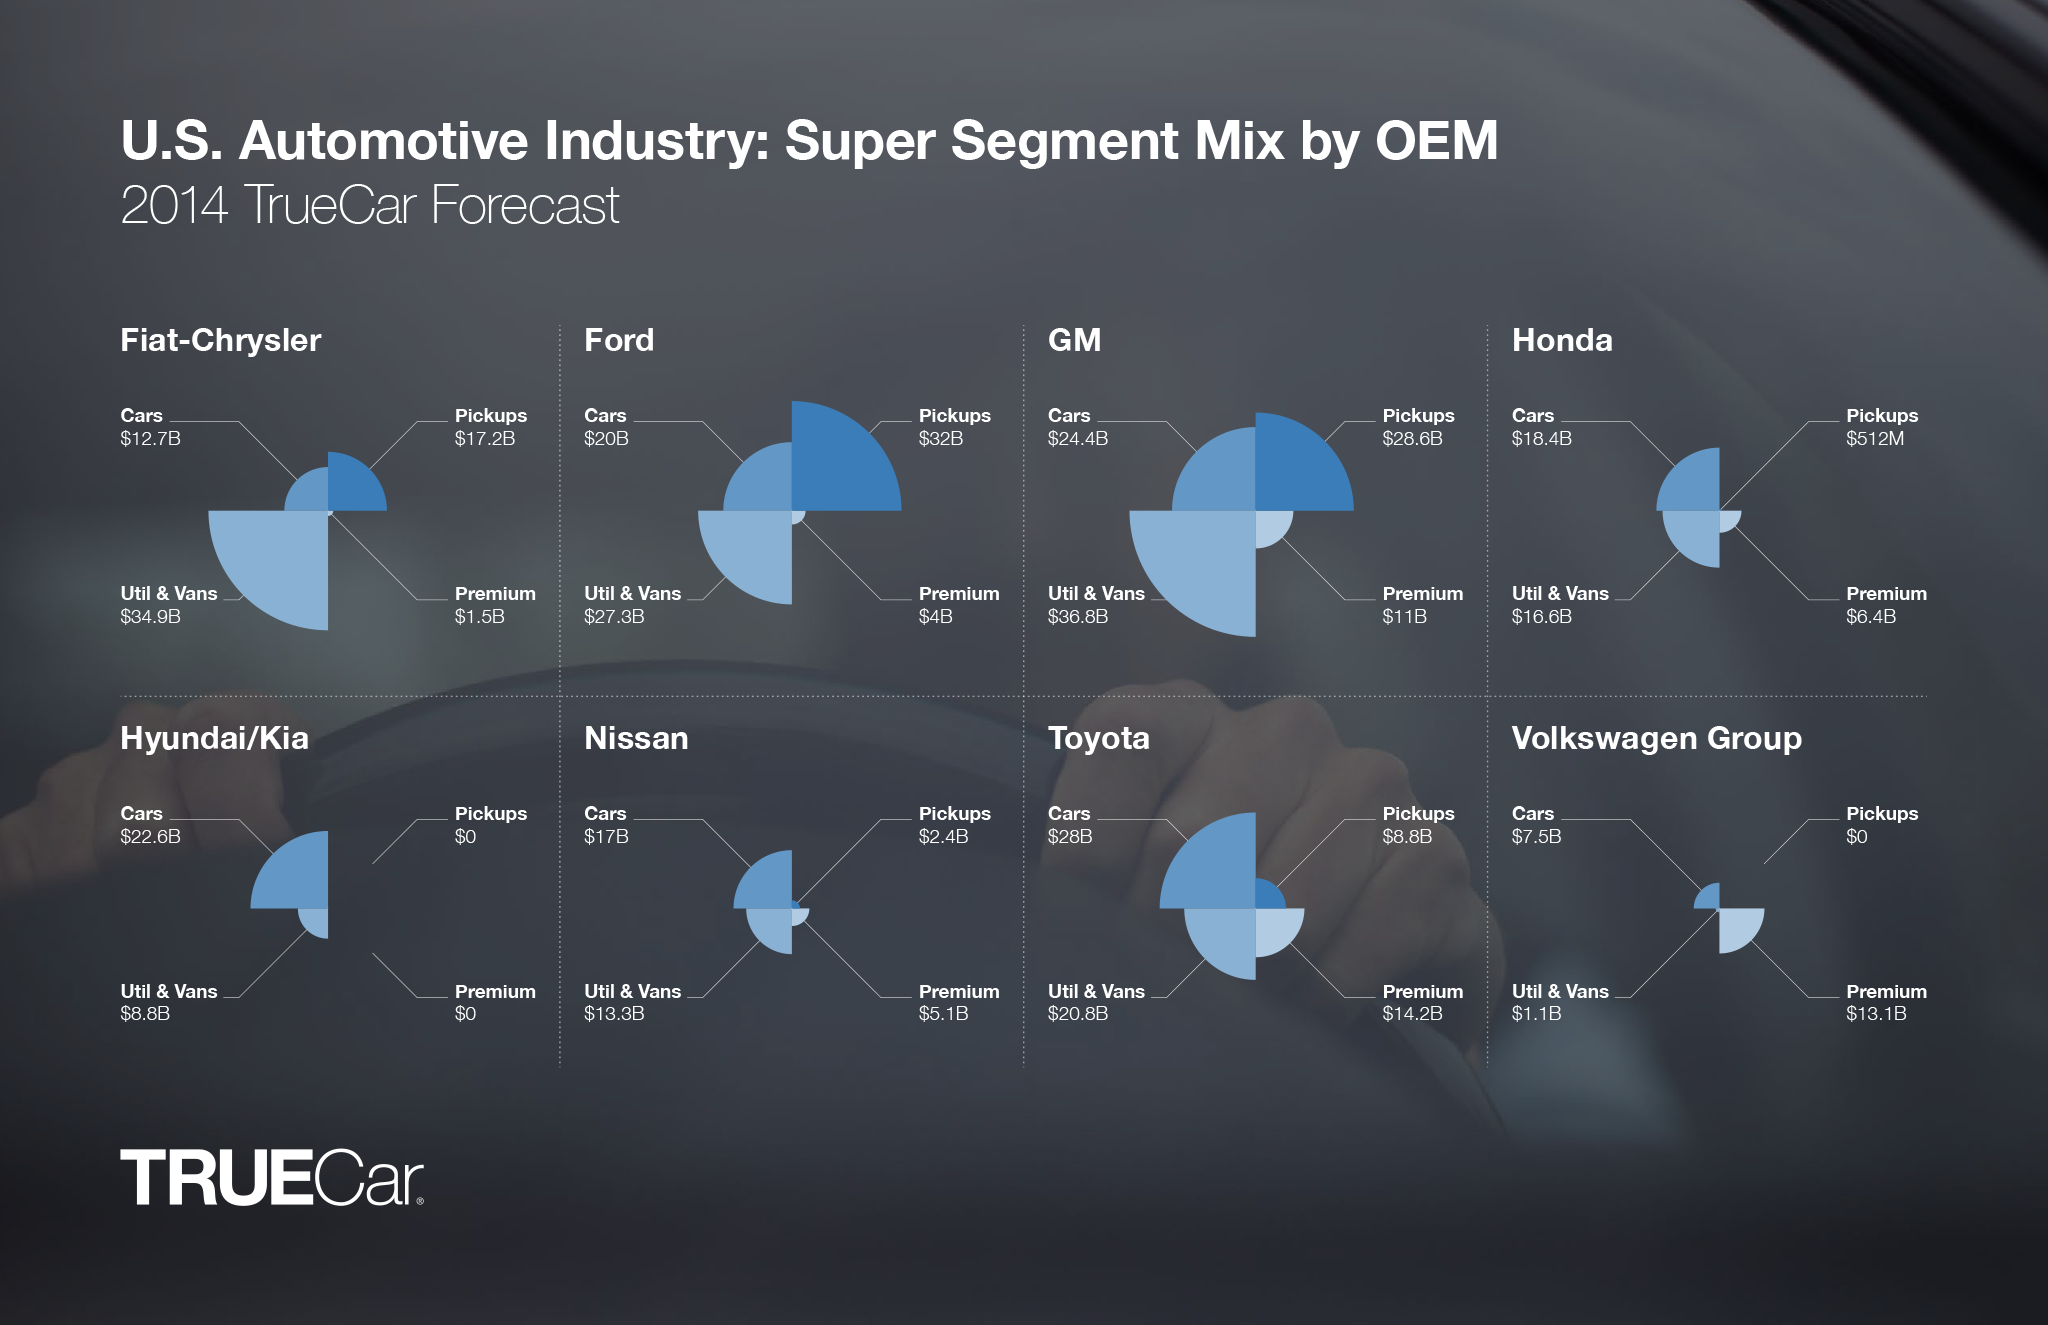 U.S. Automotive Industry: Super Segment Mix by OEM
2014 TrueCar Forecast
Fiat-Chrysler
Cars
$12.7B
Pickups
$17.2B
Util & Vans
$34.9B
Premium
$1.5B
Ford
Cars
$20B
Pickups
$32B
Util & Vans
$27.3B
Premium
$4B
GM
Cars
$24.4B
Pickups
$28.6B
Util & Vans
$36.8B
Premium
$11B
Honda
Cars
$18.4B
Pickups
$512M
Util & Vans
$16.6B
Premium
$6.4B
Hyundai/Kia
Cars
$22.6B
Pickups
$0
Util & Vans
$8.8B
Premium
$0
Nissan
Cars
$17B
Pickups
$2.4B
Util & Vans
$13.3B
Premium
$5.1B
Toyota
Cars
$28B
Pickups
$8.8B
Util & Vans
$20.8B
Premium
$14.2B
Volkswagen Group
Cars
$7.5B
Pickups
$0
Util & Vans
$1.1B
Premium
$13.1B
TRUECar®